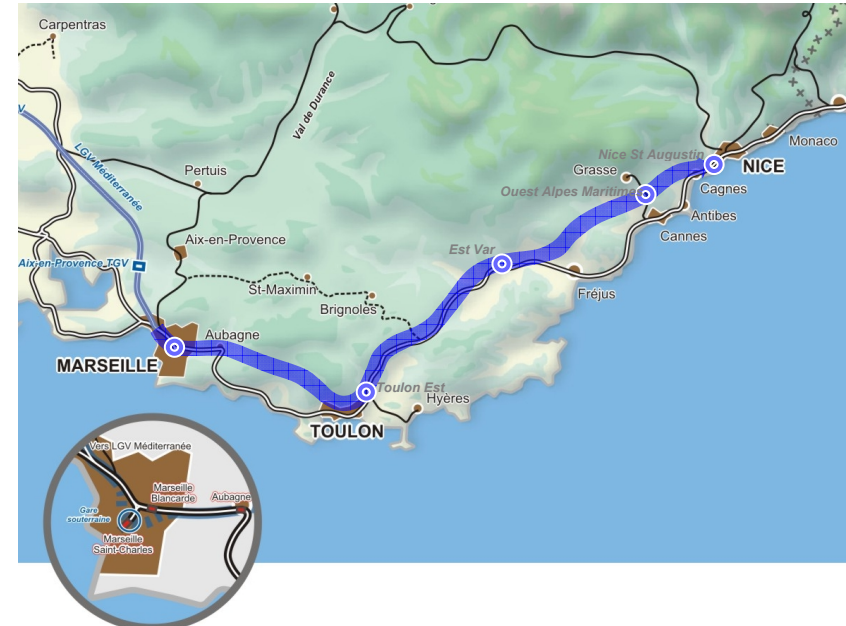 Carpentras
Val de Durance
V
LGV Méditerranée
Monaco
Nice St Augustin
NICE
Grasse
Pertuis
Cagnes
Ouest Alpes Maritimes
Antibes
Cannes
Aix-en-Provence
Est Var
Aix-en-Provence TGV
St-Maximin
Fréjus
Brignoles
Aubagne
MARSEILLE
Toulon Est
Hyères
TOULON
Vers LGV Méditerranée
Marseille
Blancarde
Aubagne
Gare
souterraine
Marseille
Saint-Charles